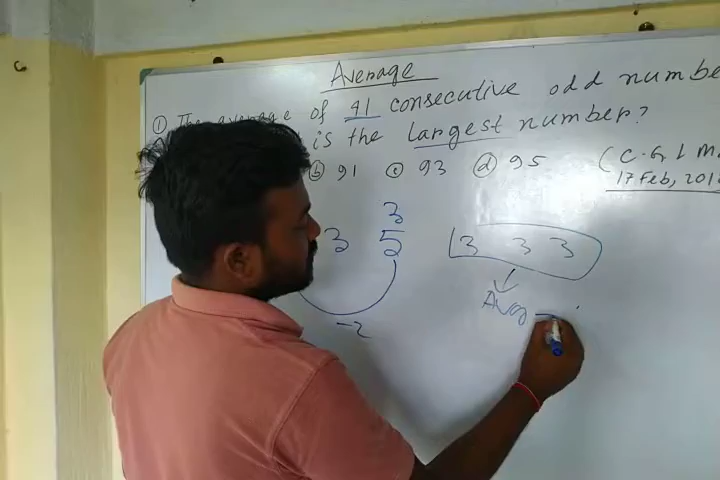 Average
① The average of 41 consecutive odd numbe
is the largest number?
ⓑ 91 ⓒ 93 ⓓ 95 (C.G.L M
17 Feb, 201
3
3 5 3 3 3
-2 Avg =